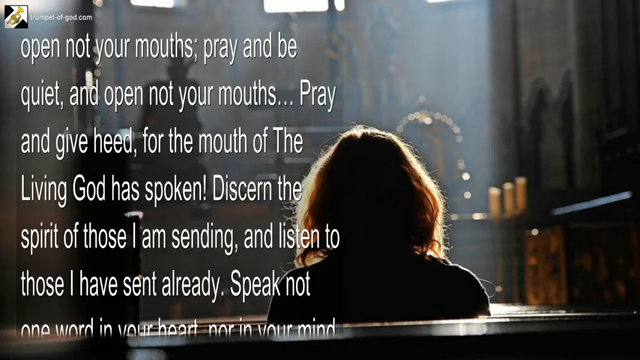 trumpet-of-god.com
open not your mouths; pray and be
quiet, and open not your mouths… Pray
and give heed, for the mouth of The
Living God has spoken! Discern the
spirit of those I am sending, and listen to
those I have sent already. Speak not
one word in your heart, nor in your mind